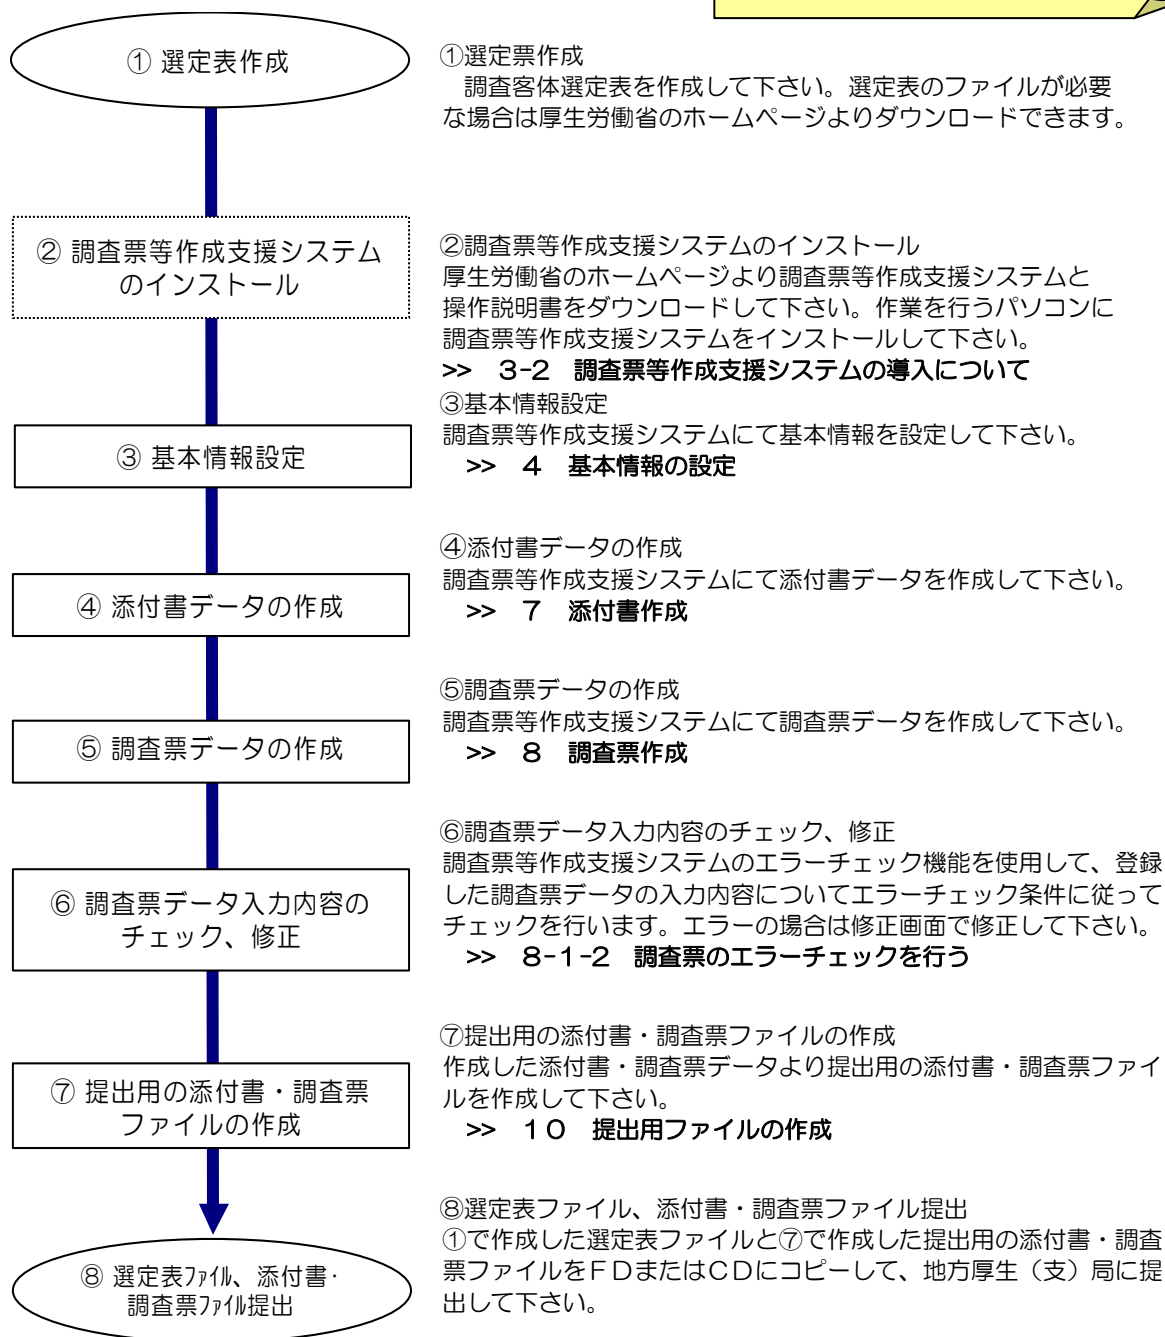 ① 選定表作成
①選定票作成
調査客体選定表を作成して下さい。選定表のファイルが必要
な場合は厚生労働省のホームページよりダウンロードできます。
② 調査票等作成支援システム
のインストール
②調査票等作成支援システムのインストール
厚生労働省のホームページより調査票等作成支援システムと
操作説明書をダウンロードして下さい。作業を行うパソコンに
調査票等作成支援システムをインストールして下さい。
>> 3-2 調査票等作成支援システムの導入について
③ 基本情報設定
③基本情報設定
調査票等作成支援システムにて基本情報を設定して下さい。
>> 4 基本情報の設定
④ 添付書データの作成
④添付書データの作成
調査票等作成支援システムにて添付書データを作成して下さい。
>> 7 添付書作成
⑤ 調査票データの作成
⑤調査票データの作成
調査票等作成支援システムにて調査票データを作成して下さい。
>> 8 調査票作成
⑥ 調査票データ入力内容の
チェック、修正
⑥調査票データ入力内容のチェック、修正
調査票等作成支援システムのエラーチェック機能を使用して、登録
した調査票データの入力内容についてエラーチェック条件に従って
チェックを行います。エラーの場合は修正画面で修正して下さい。
>> 8-1-2 調査票のエラーチェックを行う
⑦ 提出用の添付書・調査票
ファイルの作成
⑦提出用の添付書・調査票ファイルの作成
作成した添付書・調査票データより提出用の添付書・調査票ファイ
ルを作成して下さい。
>> 10 提出用ファイルの作成
⑧ 選定表ﾌｧｲﾙ、添付書・
調査票ﾌｧｲﾙ提出
⑧選定表ファイル、添付書・調査票ファイル提出
①で作成した選定表ファイルと⑦で作成した提出用の添付書・調査
票ファイルをＦＤまたはＣＤにコピーして、地方厚生（支）局に提
出して下さい。